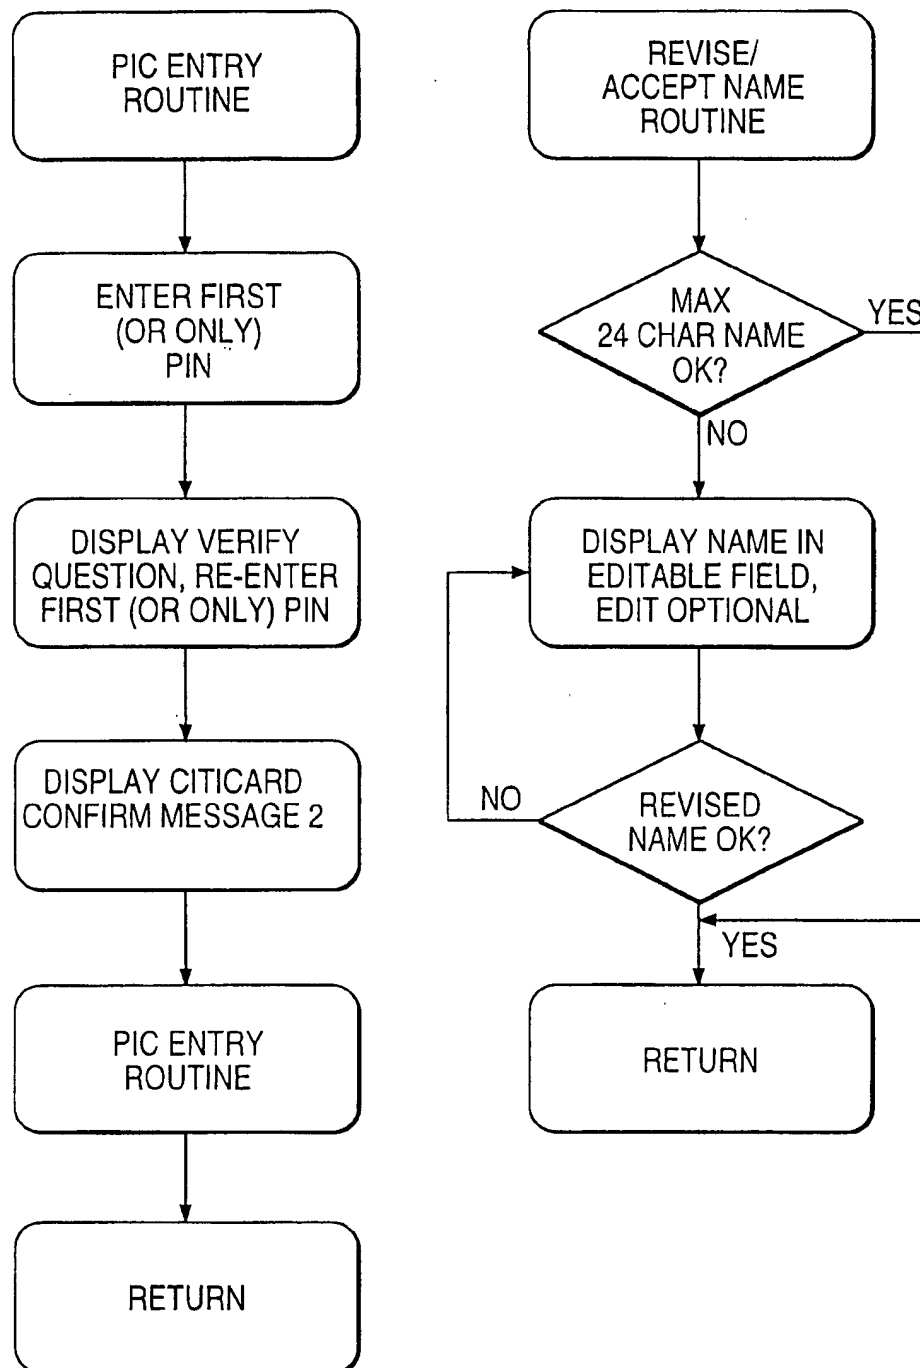 PIC ENTRY
ROUTINE
ENTER FIRST
(OR ONLY)
PIN
DISPLAY VERIFY
QUESTION, RE-ENTER
FIRST (OR ONLY) PIN
DISPLAY CITICARD
CONFIRM MESSAGE 2
PIC ENTRY
ROUTINE
RETURN
REVISE/
ACCEPT NAME
ROUTINE
MAX
24 CHAR NAME
OK?
YES
NO
DISPLAY NAME IN
EDITABLE FIELD,
EDIT OPTIONAL
NO
REVISED
NAME OK?
YES
RETURN